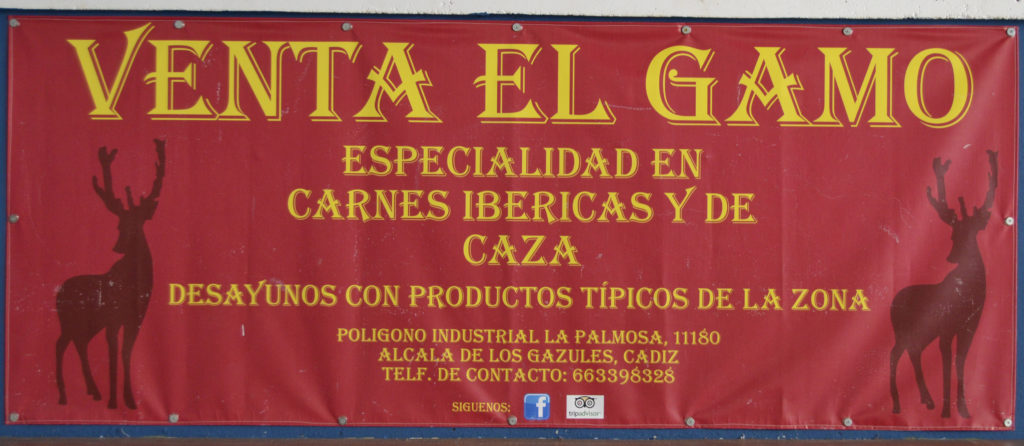 VENTA EL GAMO
ESPECIALIDAD EN
CARNES IBERICAS Y DE
CAZA
DESAYUNOS CON PRODUCTOS TÍPICOS DE LA ZONA
POLIGONO INDUSTRIAL LA PALMOSA, 11180
ALCALA DE LOS GAZULES, CADIZ
TELF. DE CONTACTO: 663398328
SIGUENOS: f tripadvisor